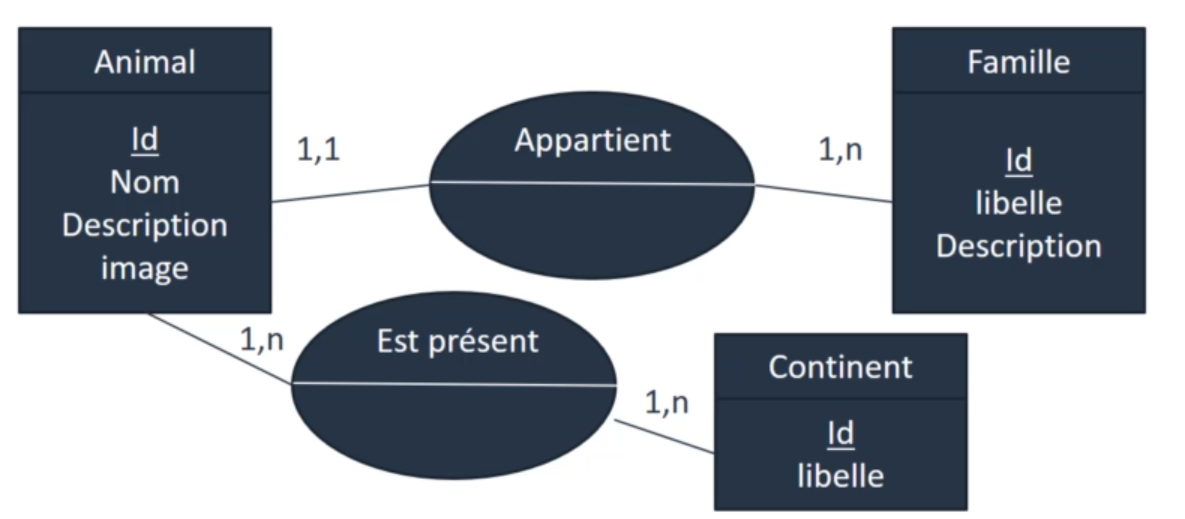 Animal
Id
Nom
Description
image
1,1
Appartient
1,n
Famille
Id
libelle
Description
1,n
Est présent
1,n
Continent
Id
libelle